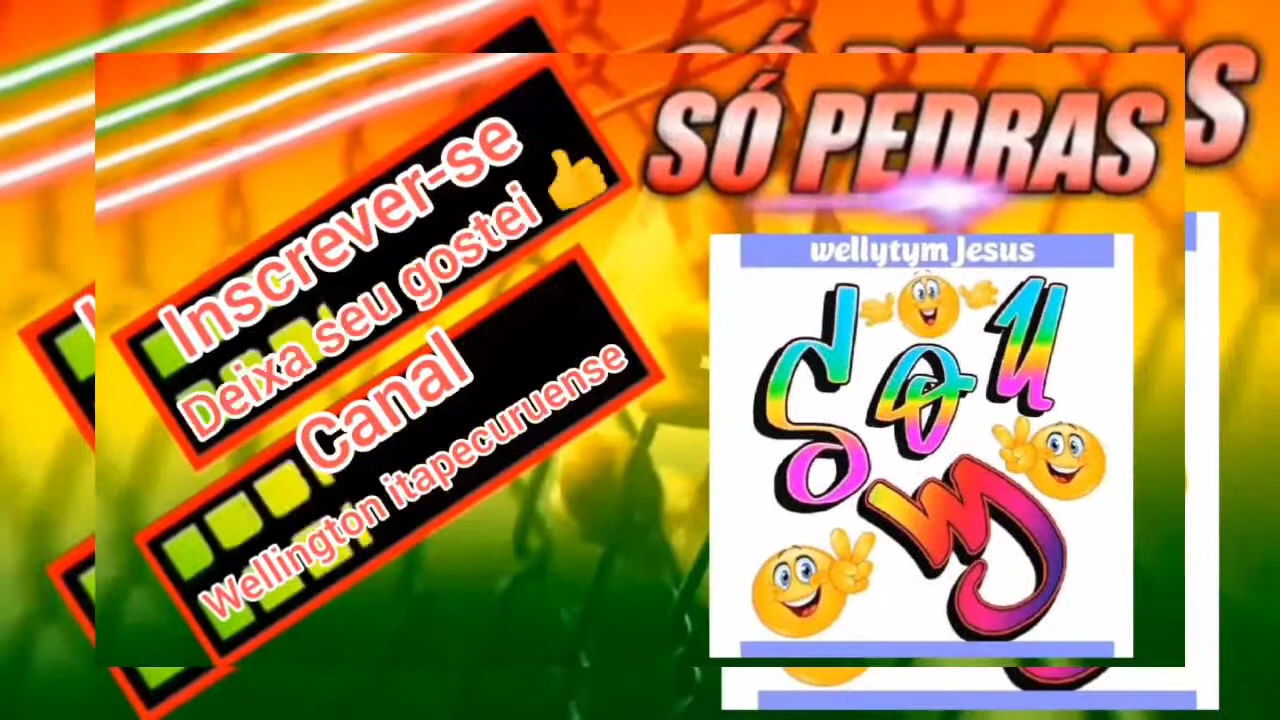 SÓ PEDRAS
Inscrever-se
Deixa seu gostei 👍
Canal
Wellington itapecuruense
wellytym Jesus
Sou